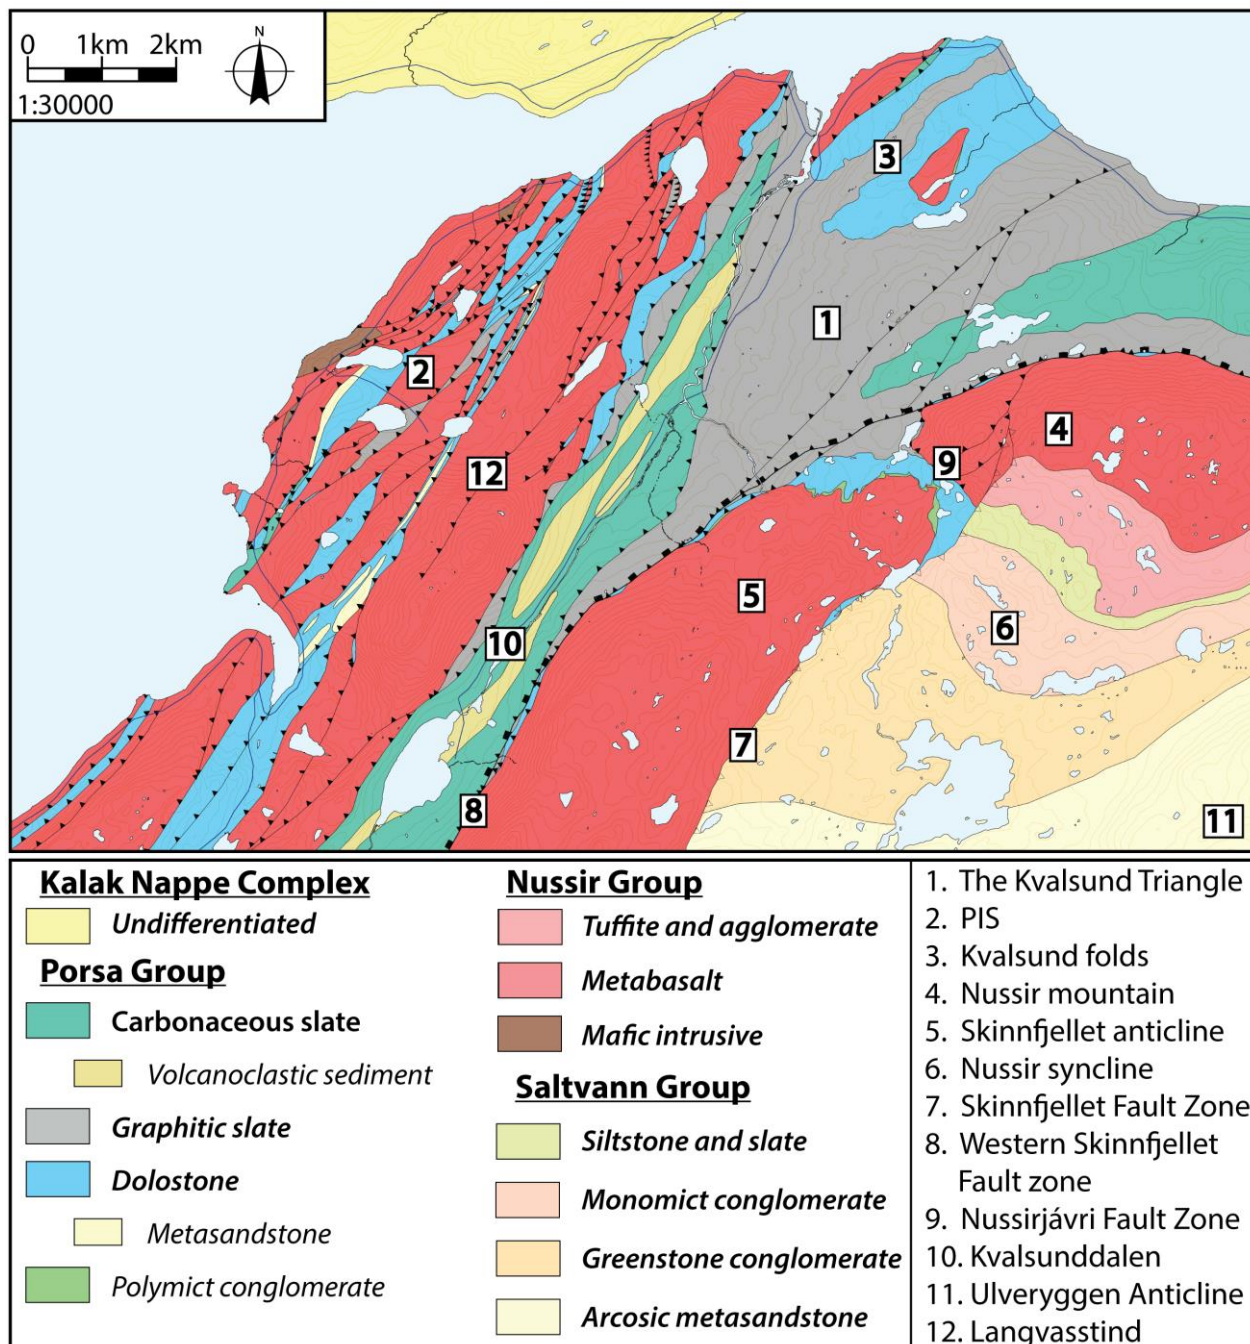 0 1km 2km
N
1:30000
3
1
2
4
9
12
5
6
10
7
8
11
Kalak Nappe Complex
Undifferentiated
Porsa Group
Carbonaceous slate
Volcanoclastic sediment
Graphitic slate
Dolostone
Metasandstone
Polymict conglomerate
Nussir Group
Tuffite and agglomerate
Metabasalt
Mafic intrusive
Saltvann Group
Siltstone and slate
Monomict conglomerate
Greenstone conglomerate
Arcosic metasandstone
1. The Kvalsund Triangle
2. PIS
3. Kvalsund folds
4. Nussir mountain
5. Skinnfjellet anticline
6. Nussir syncline
7. Skinnfjellet Fault Zone
8. Western Skinnfjellet
Fault zone
9. Nussirjávri Fault Zone
10. Kvalsunddalen
11. Ulveryggen Anticline
12. Langvasstind